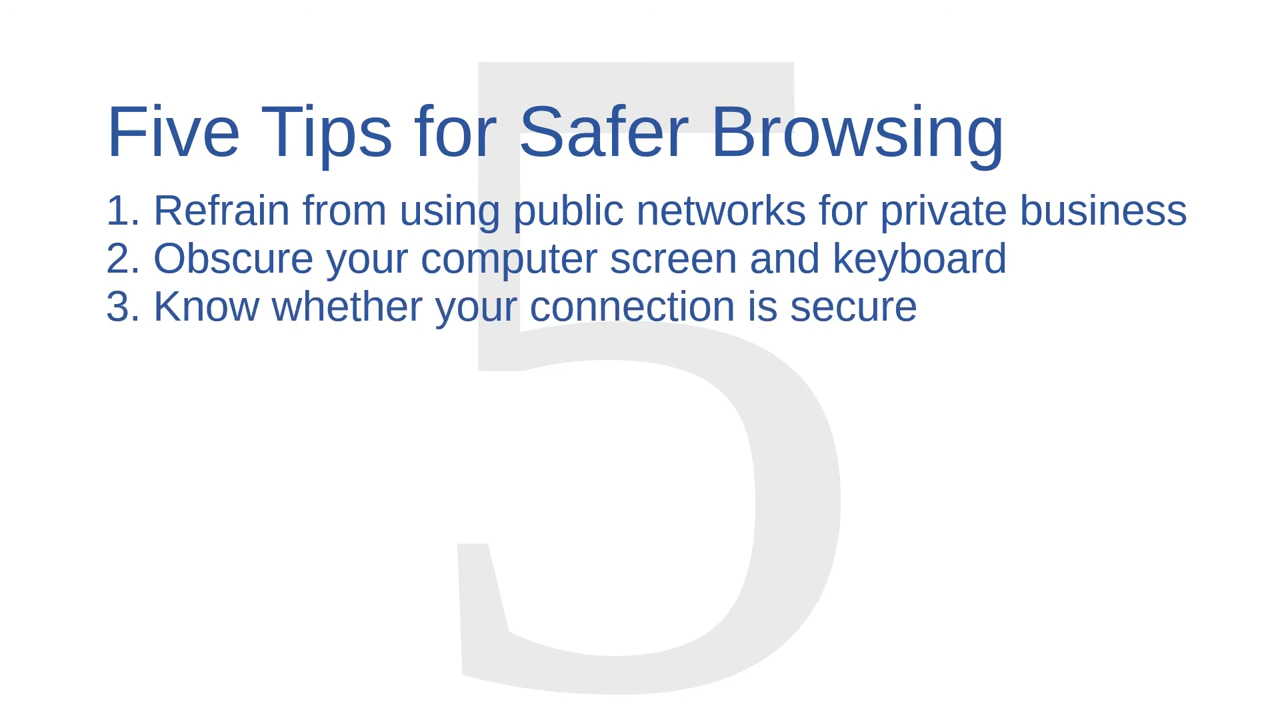 5
Five Tips for Safer Browsing
1. Refrain from using public networks for private business
2. Obscure your computer screen and keyboard
3. Know whether your connection is secure